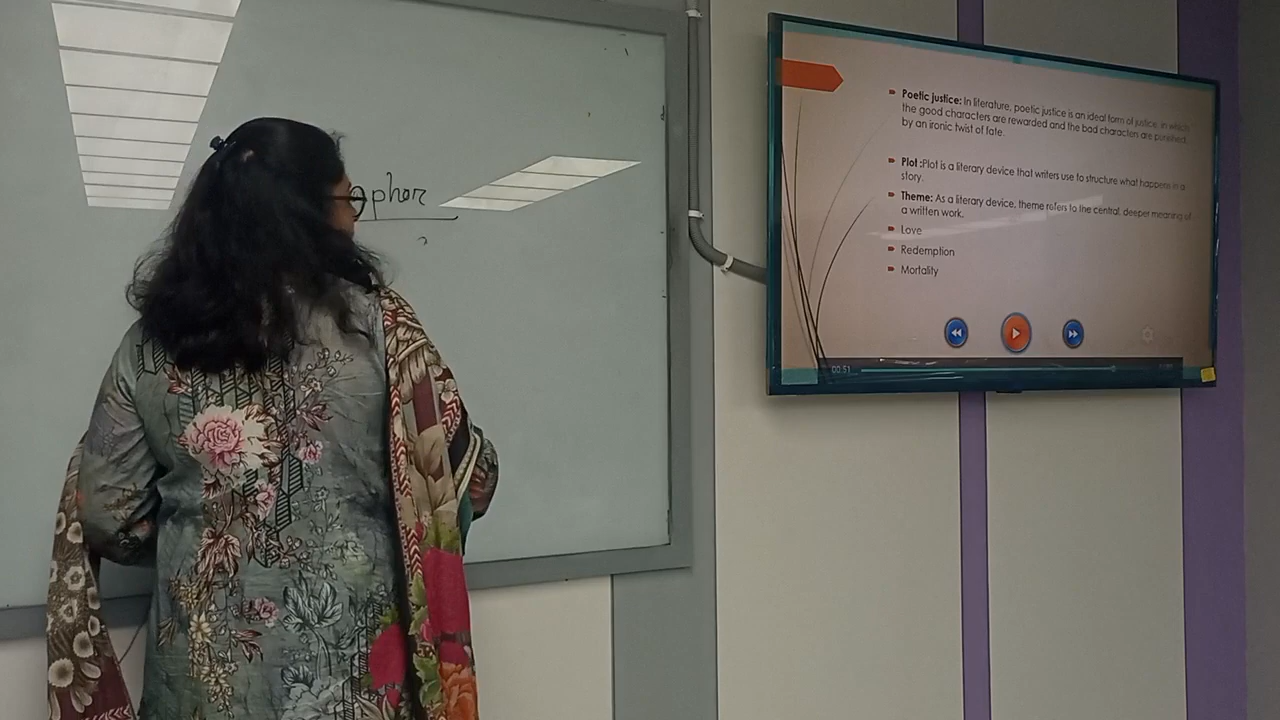 phor
Poetic justice: In literature, poetic justice is an ideal form of justice, in which
the good characters are rewarded and the bad characters are punished
by an ironic twist of fate.
Plot :Plot is a literary device that writers use to structure what happens in a
story.
Theme: As a literary device, theme refers to the central, deeper meaning of
a written work.
Love
Redemption
Mortality
00:51